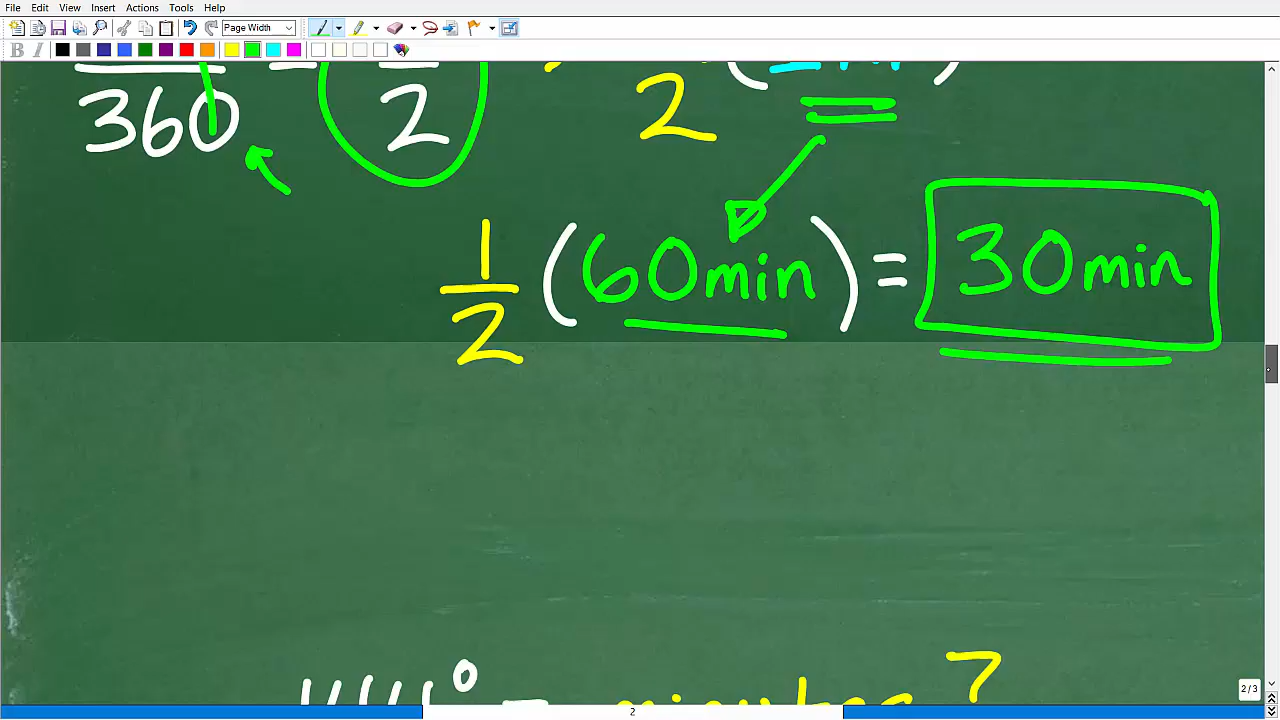 File Edit View Insert Actions Tools Help
Page Width
B I
360 = 2
2
1/2 (60min) = 30min
2/3
= minutes ?
2